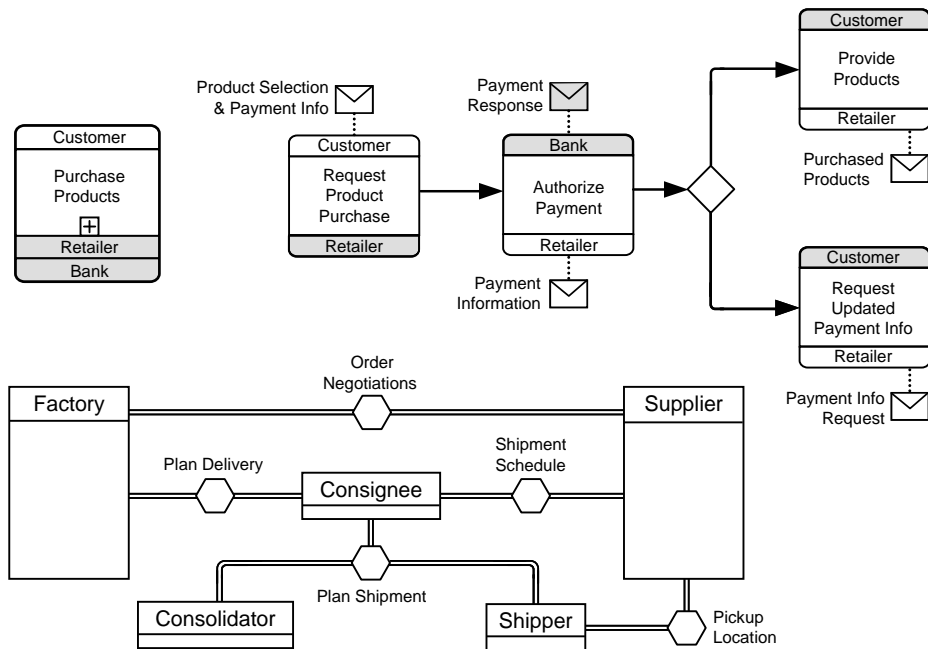 Customer
Purchase
Products
Retailer
Bank
Product Selection
& Payment Info
Customer
Request
Product
Purchase
Retailer
Payment
Response
Bank
Authorize
Payment
Retailer
Payment
Information
Customer
Provide
Products
Retailer
Purchased
Products
Customer
Request
Updated
Payment Info
Retailer
Payment Info
Request
Factory
Order
Negotiations
Supplier
Plan Delivery
Consignee
Shipment
Schedule
Plan Shipment
Consolidator
Shipper
Pickup
Location